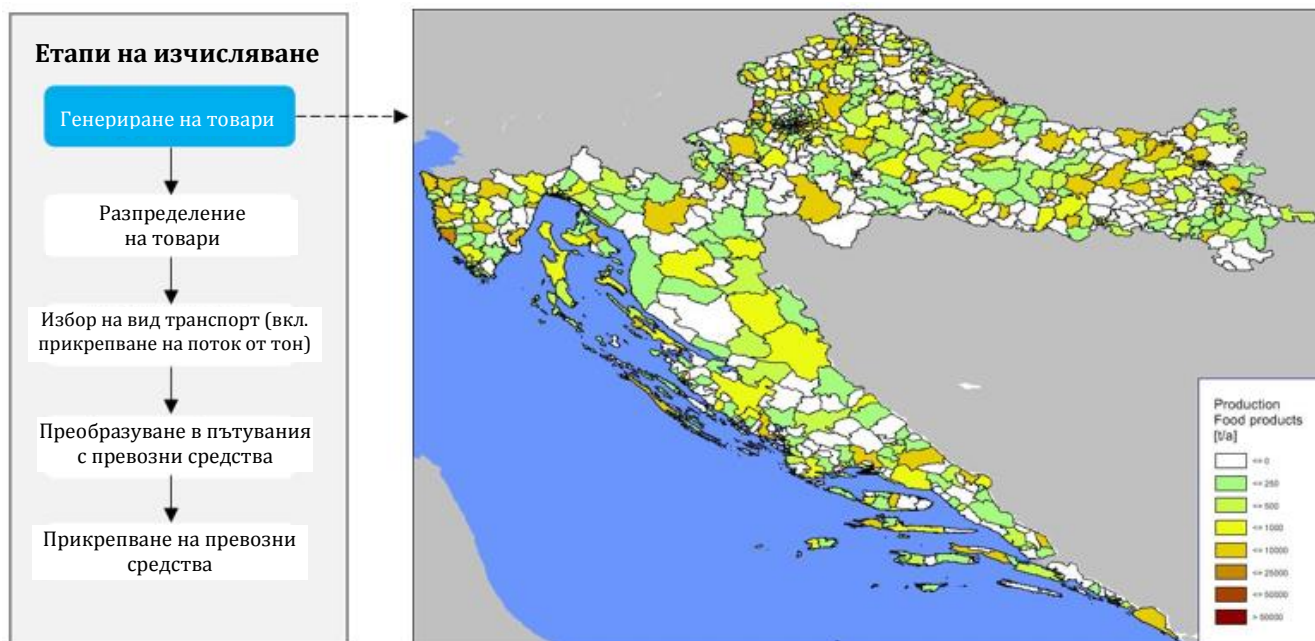 Етапи на изчисляване
Генериране на товари
Разпределение
на товари
Избор на вид транспорт (вкл.
прикрепване на поток от тон)
Преобразуване в пътувания
с превозни средства
Прикрепване на превозни
средства
Production
Food products
[t/a]
<= 0
<= 250
<= 500
<= 1000
<= 10000
<= 25000
<= 50000
> 50000